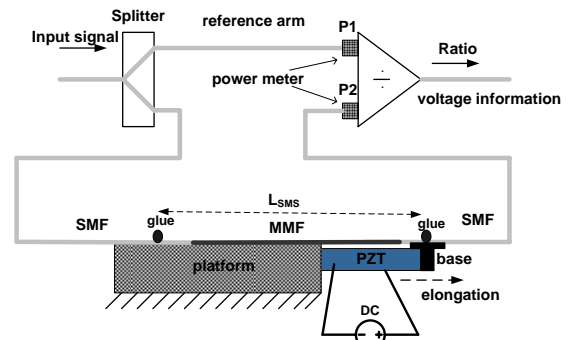 Splitter
Input signal
reference arm
P1
Ratio
power meter
÷
P2
voltage information
L_SMS
SMF
glue
MMF
glue
SMF
platform
PZT
base
elongation
DC
- +